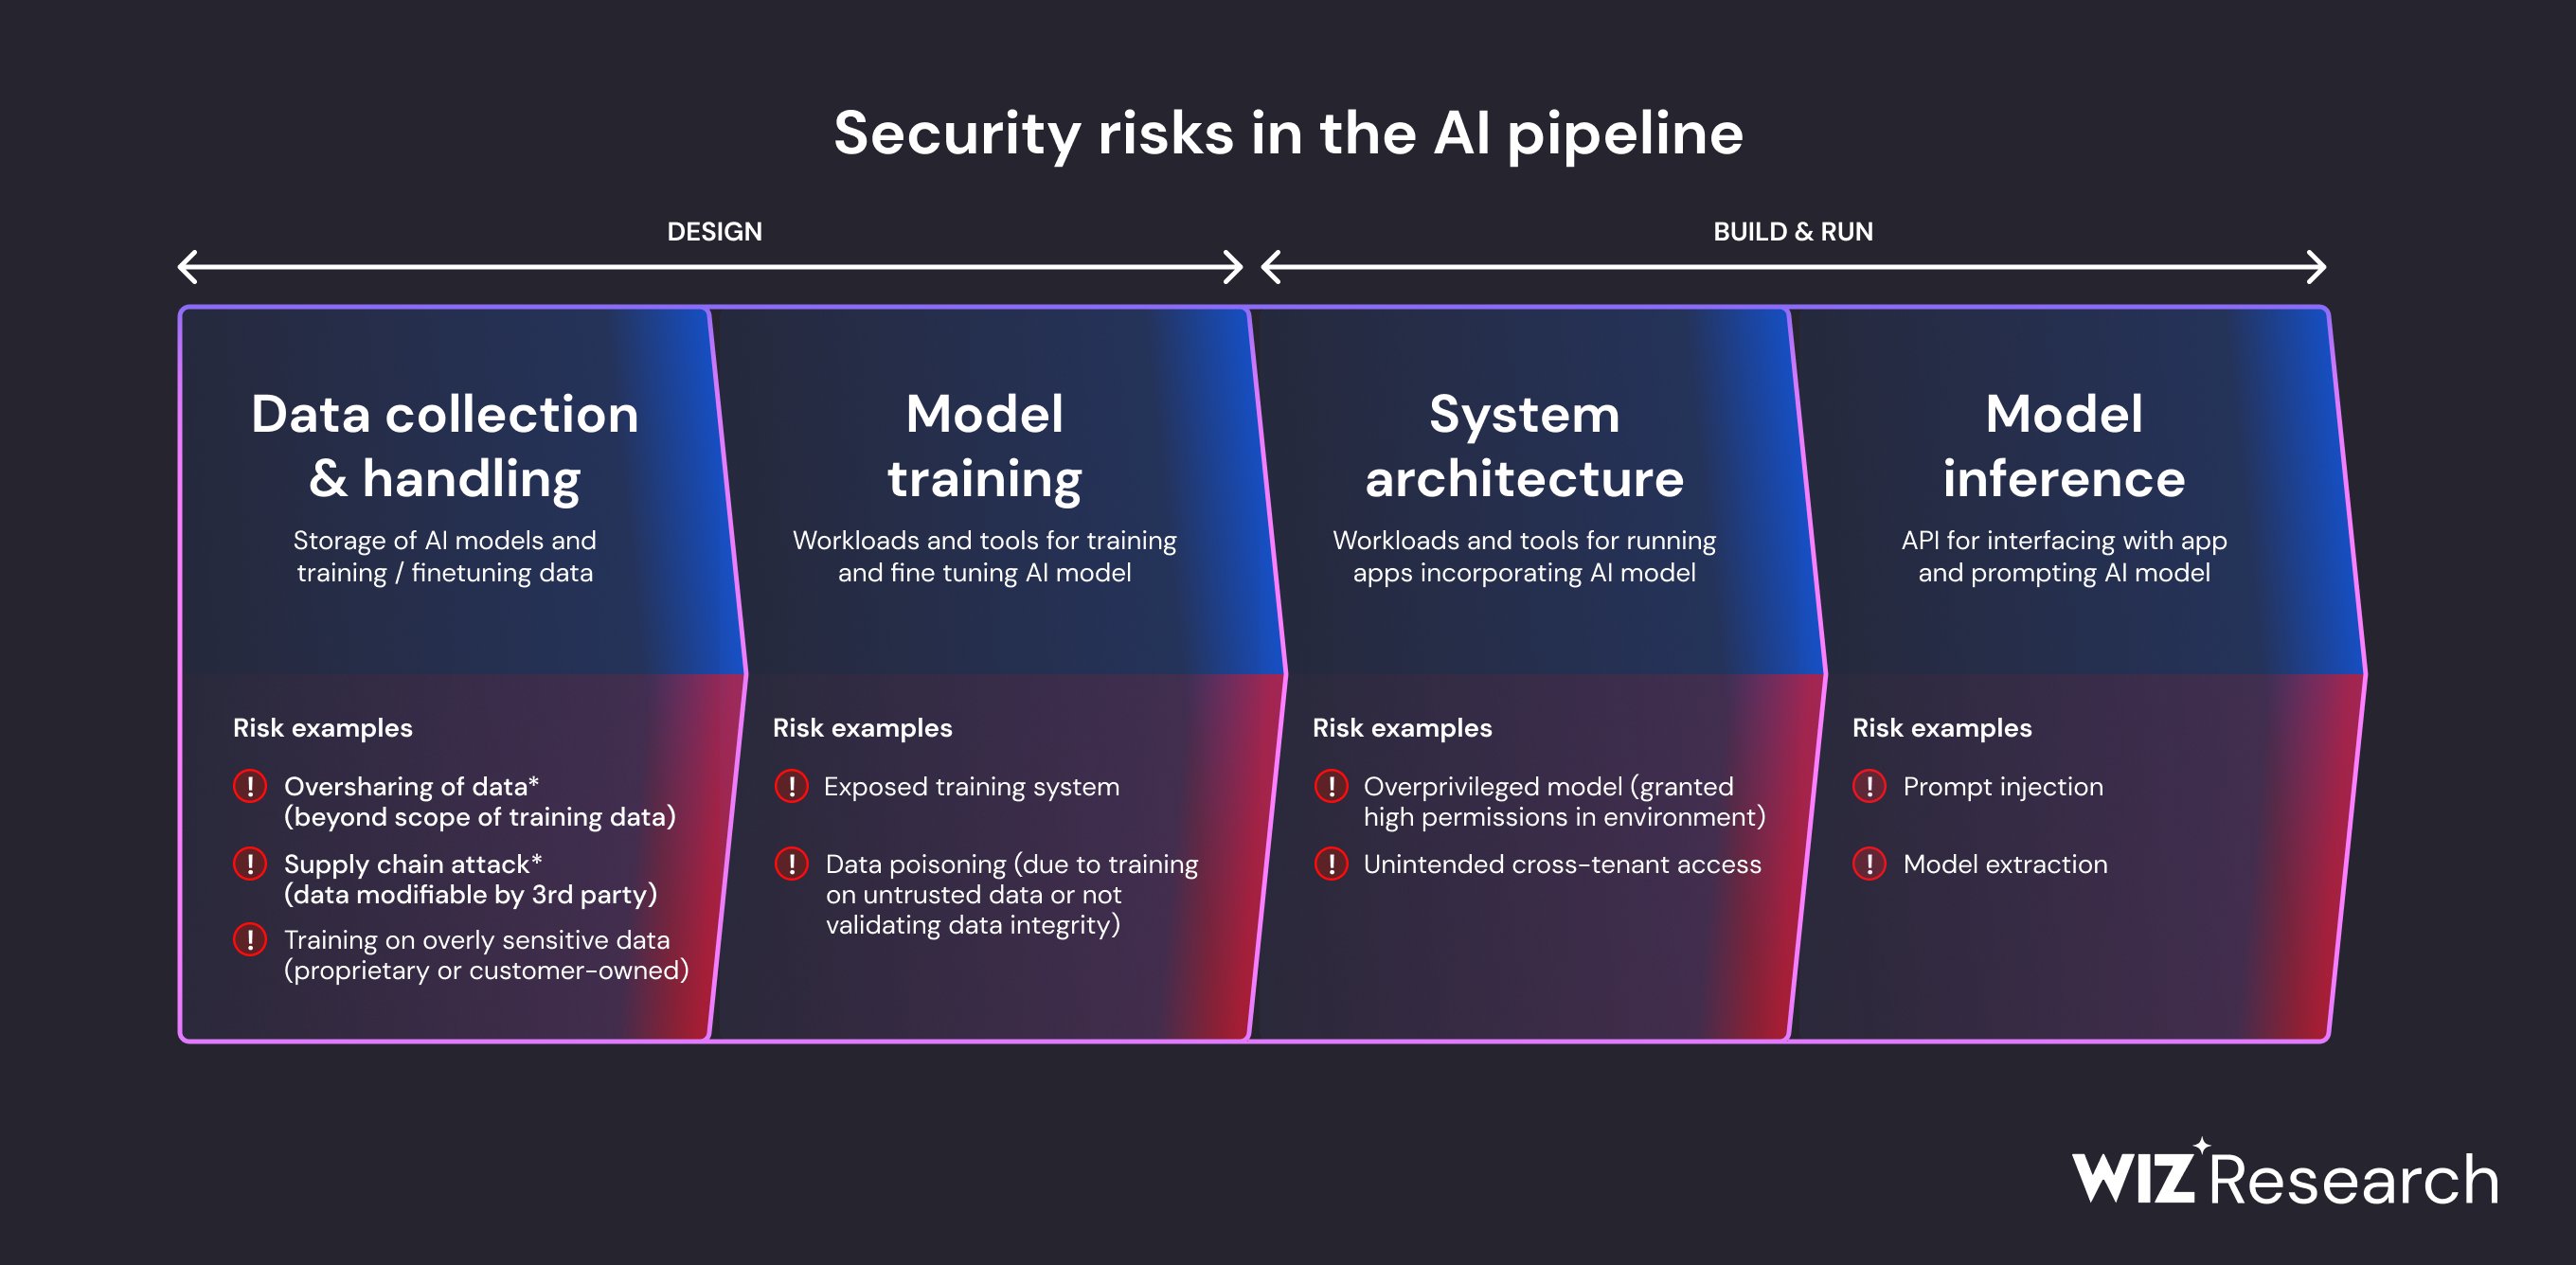 Security risks in the AI pipeline
DESIGN
BUILD & RUN
Data collection
& handling
Storage of AI models and
training / finetuning data
Risk examples
! Oversharing of data*
(beyond scope of training data)
! Supply chain attack*
(data modifiable by 3rd party)
! Training on overly sensitive data
(proprietary or customer-owned)
Model
training
Workloads and tools for training
and fine tuning AI model
Risk examples
! Exposed training system
! Data poisoning (due to training
on untrusted data or not
validating data integrity)
System
architecture
Workloads and tools for running
apps incorporating AI model
Risk examples
! Overprivileged model (granted
high permissions in environment)
! Unintended cross-tenant access
Model
inference
API for interfacing with app
and prompting AI model
Risk examples
! Prompt injection
! Model extraction
WIZ Research